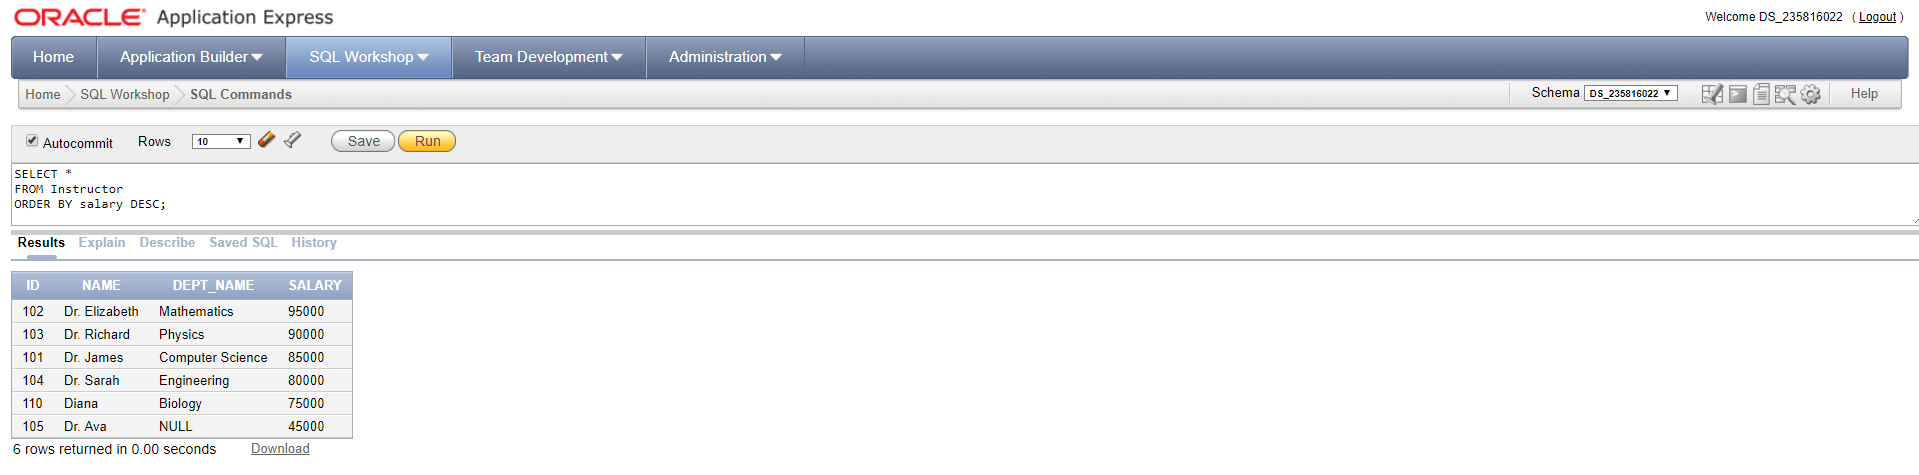 ORACLE® Application Express
Welcome DS_235816022 ( Logout )
Home Application Builder SQL Workshop Team Development Administration
Home SQL Workshop SQL Commands Schema DS_235816022 Help
Autocommit Rows 10 Save Run
SELECT *
FROM Instructor
ORDER BY salary DESC;
Results Explain Describe Saved SQL History
ID NAME DEPT_NAME SALARY
102 Dr. Elizabeth Mathematics 95000
103 Dr. Richard Physics 90000
101 Dr. James Computer Science 85000
104 Dr. Sarah Engineering 80000
110 Diana Biology 75000
105 Dr. Ava NULL 45000
6 rows returned in 0.00 seconds Download